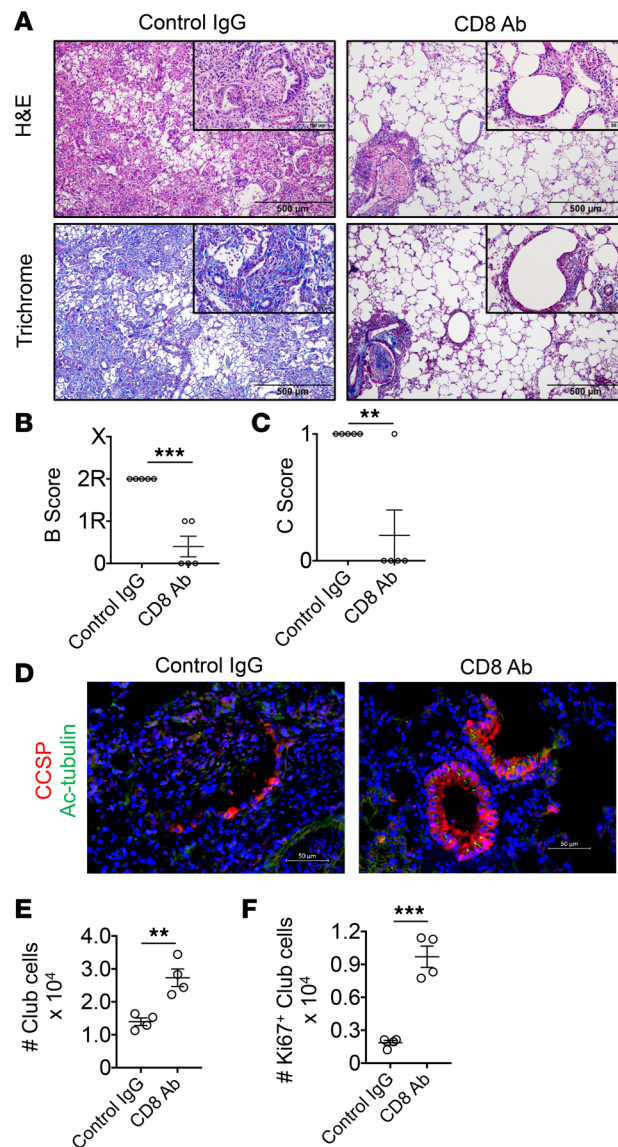 A
Control IgG
CD8 Ab
H&E
500 µm
500 µm
Trichrome
500 µm
500 µm
B
X
2R
1R
0
B Score
***
Control IgG
CD8 Ab
C
1
0
C Score
**
Control IgG
CD8 Ab
D
Control IgG
CD8 Ab
CCSP
Ac-tubulin
50 µm
50 µm
E
# Club cells
x 10⁴
4.0
3.0
2.0
1.0
0
**
Control IgG
CD8 Ab
F
# Ki67⁺ Club cells
x 10⁴
1.2
0.9
0.6
0.3
0
***
Control IgG
CD8 Ab